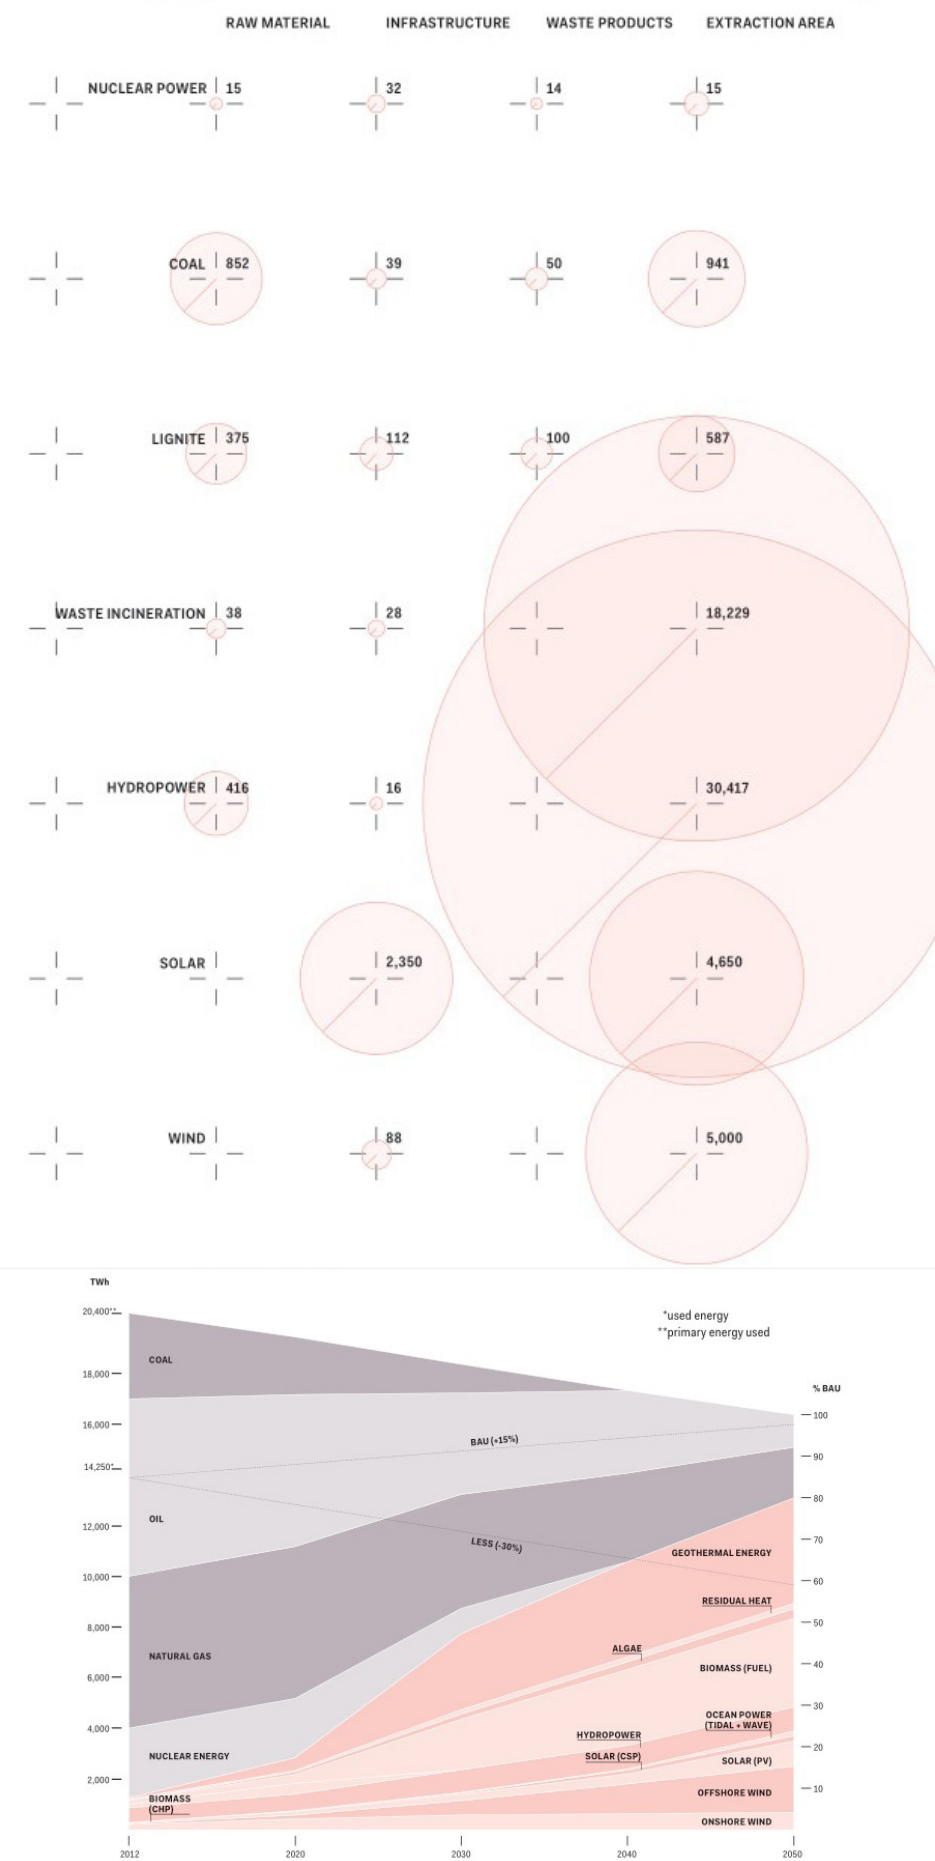 RAW MATERIAL INFRASTRUCTURE WASTE PRODUCTS EXTRACTION AREA
NUCLEAR POWER 15 32 14 15
COAL 852 39 50 941
LIGNITE 375 112 100 587
WASTE INCINERATION 38 28 18,229
HYDROPOWER 416 16 30,417
SOLAR 2,350 4,650
WIND 88 5,000
TWh
20,400**
*used energy
**primary energy used
COAL
18,000
% BAU
100
16,000
BAU (+15%)
90
14,250*
80
OIL
12,000
LESS (-30%)
70
GEOTHERMAL ENERGY
10,000
60
RESIDUAL HEAT
8,000
50
ALGAE
NATURAL GAS
BIOMASS (FUEL)
6,000
40
30
OCEAN POWER
(TIDAL + WAVE)
4,000
HYDROPOWER
20
NUCLEAR ENERGY
SOLAR (CSP)
SOLAR (PV)
2,000
10
OFFSHORE WIND
BIOMASS
(CHP)
ONSHORE WIND
2012 2020 2030 2040 2050